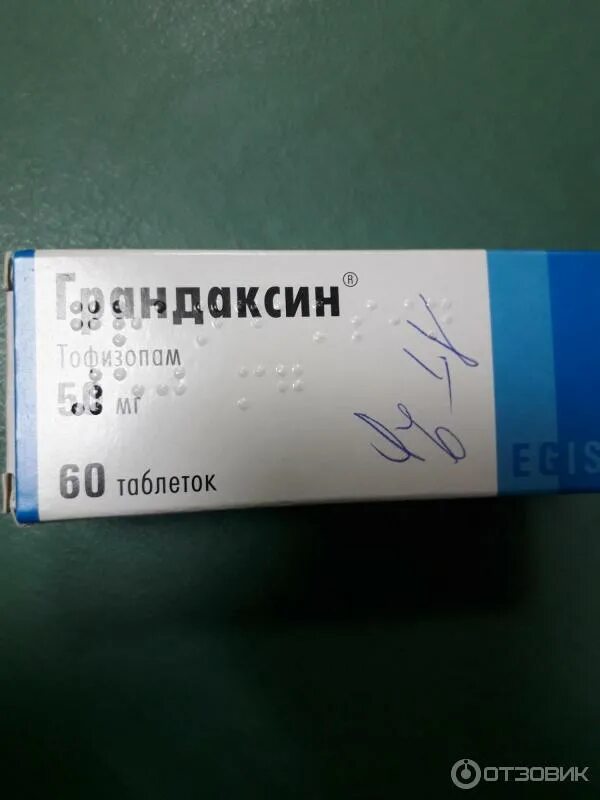 Грандаксин®
Тофизопам
50 мг
60 таблеток
EGIS
ОТЗОВИК